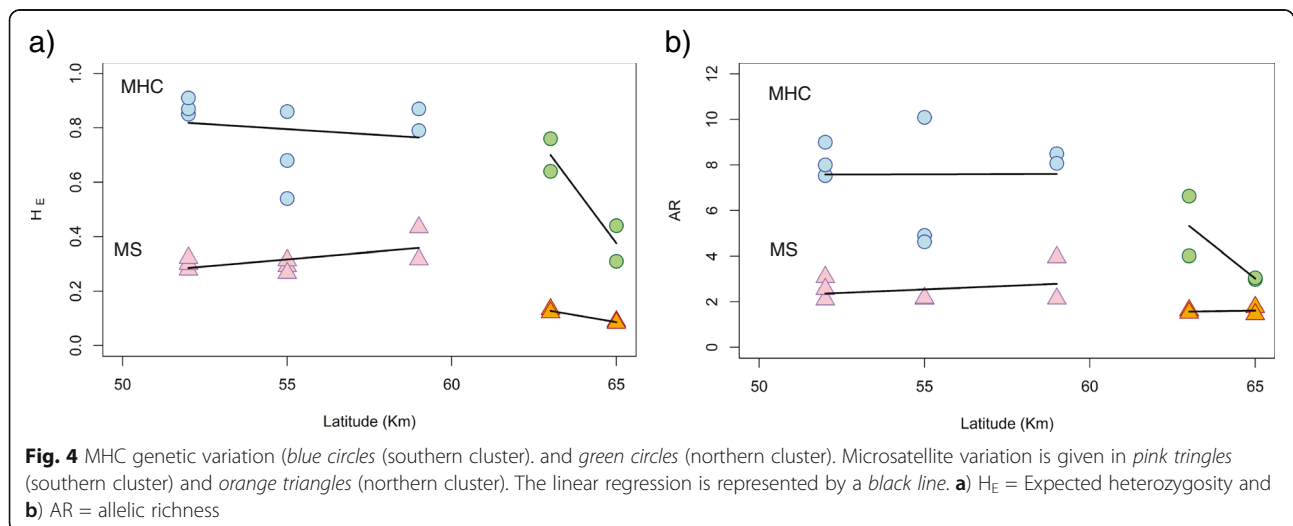 a)
MHC
MS
H E
1.0
0.8
0.6
0.4
0.2
0.0
50 55 60 65
Latitude (Km)
b)
MHC
MS
AR
12
10
8
6
4
2
0
50 55 60 65
Latitude (Km)
Fig. 4 MHC genetic variation (blue circles (southern cluster). and green circles (northern cluster). Microsatellite variation is given in pink tringles
(southern cluster) and orange triangles (northern cluster). The linear regression is represented by a black line. a) HE = Expected heterozygosity and
b) AR = allelic richness